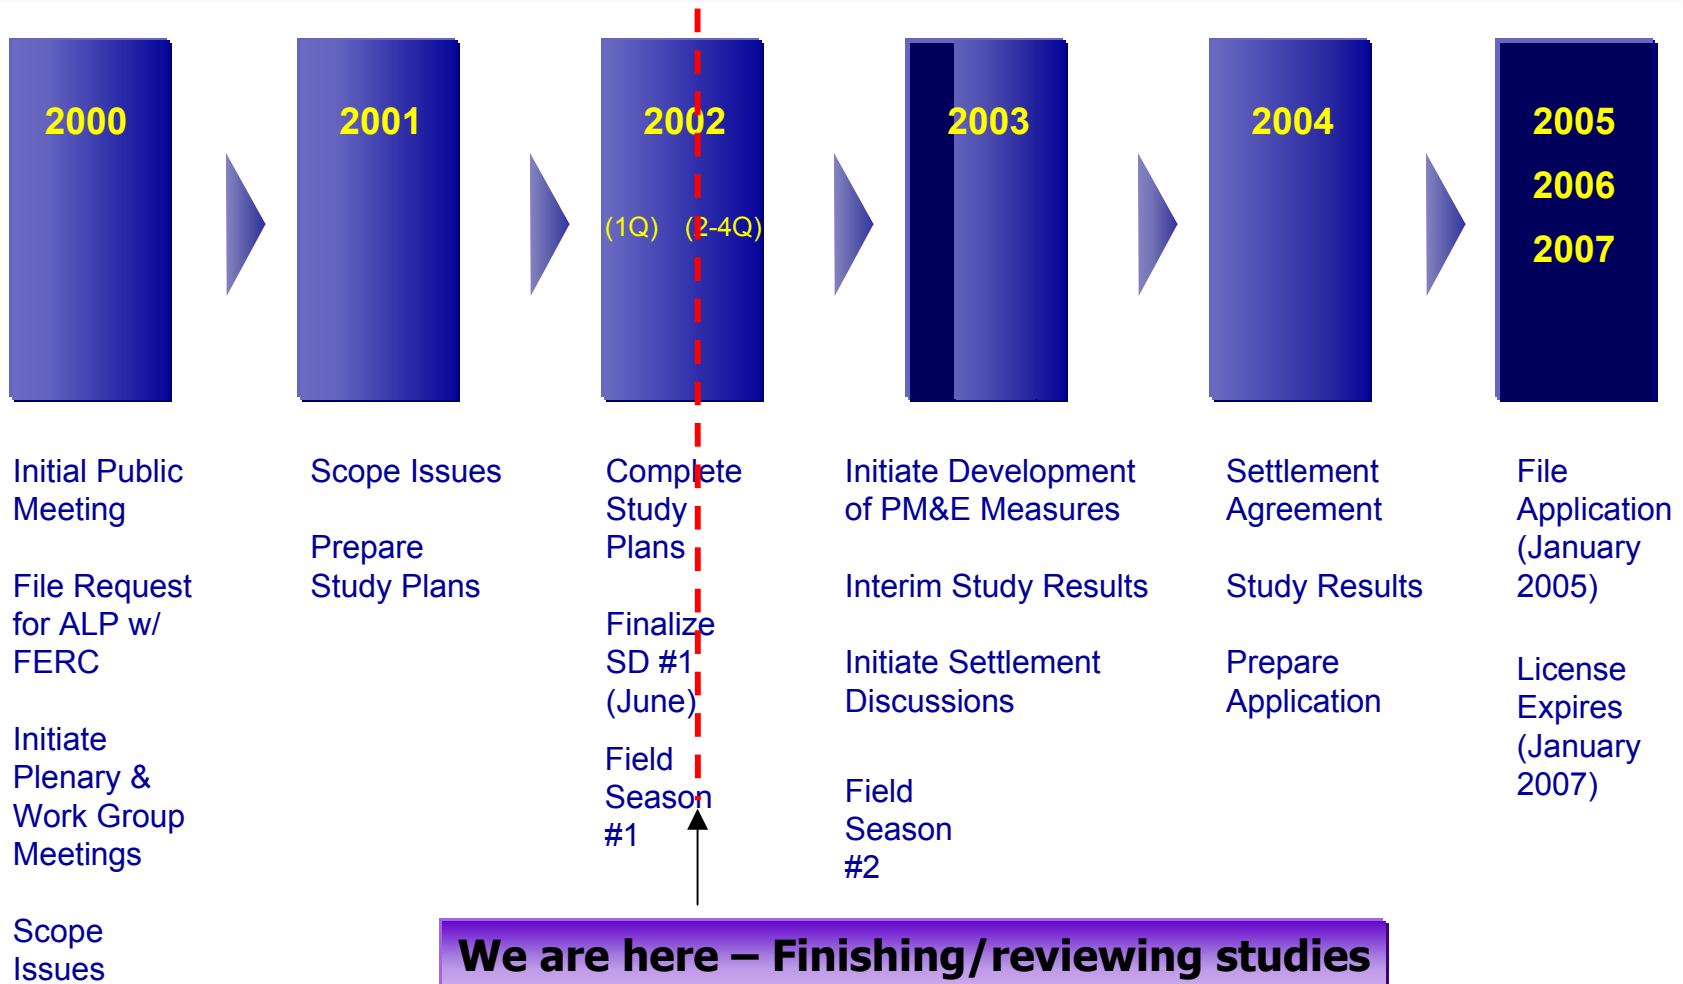 2000
2001
2002
(1Q) (2-4Q)
2003
2004
2005
2006
2007
Initial Public
Meeting
File Request
for ALP w/
FERC
Initiate
Plenary &
Work Group
Meetings
Scope
Issues
Scope Issues
Prepare
Study Plans
Complete
Study
Plans
Finalize
SD #1
(June)
Field
Season
#1
Initiate Development
of PM&E Measures
Interim Study Results
Initiate Settlement
Discussions
Field
Season
#2
Settlement
Agreement
Study Results
Prepare
Application
File
Application
(January
2005)
License
Expires
(January
2007)
We are here – Finishing/reviewing studies